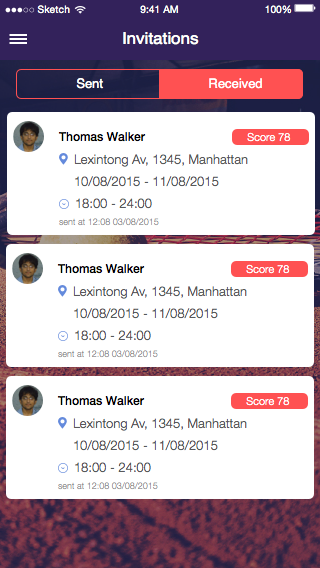 Sketch 9:41 AM 100%
Invitations
Sent Received
Thomas Walker Score 78
Lexintong Av, 1345, Manhattan
10/08/2015 - 11/08/2015
18:00 - 24:00
sent at 12:08 03/08/2015
Thomas Walker Score 78
Lexintong Av, 1345, Manhattan
10/08/2015 - 11/08/2015
18:00 - 24:00
sent at 12:08 03/08/2015
Thomas Walker Score 78
Lexintong Av, 1345, Manhattan
10/08/2015 - 11/08/2015
18:00 - 24:00
sent at 12:08 03/08/2015